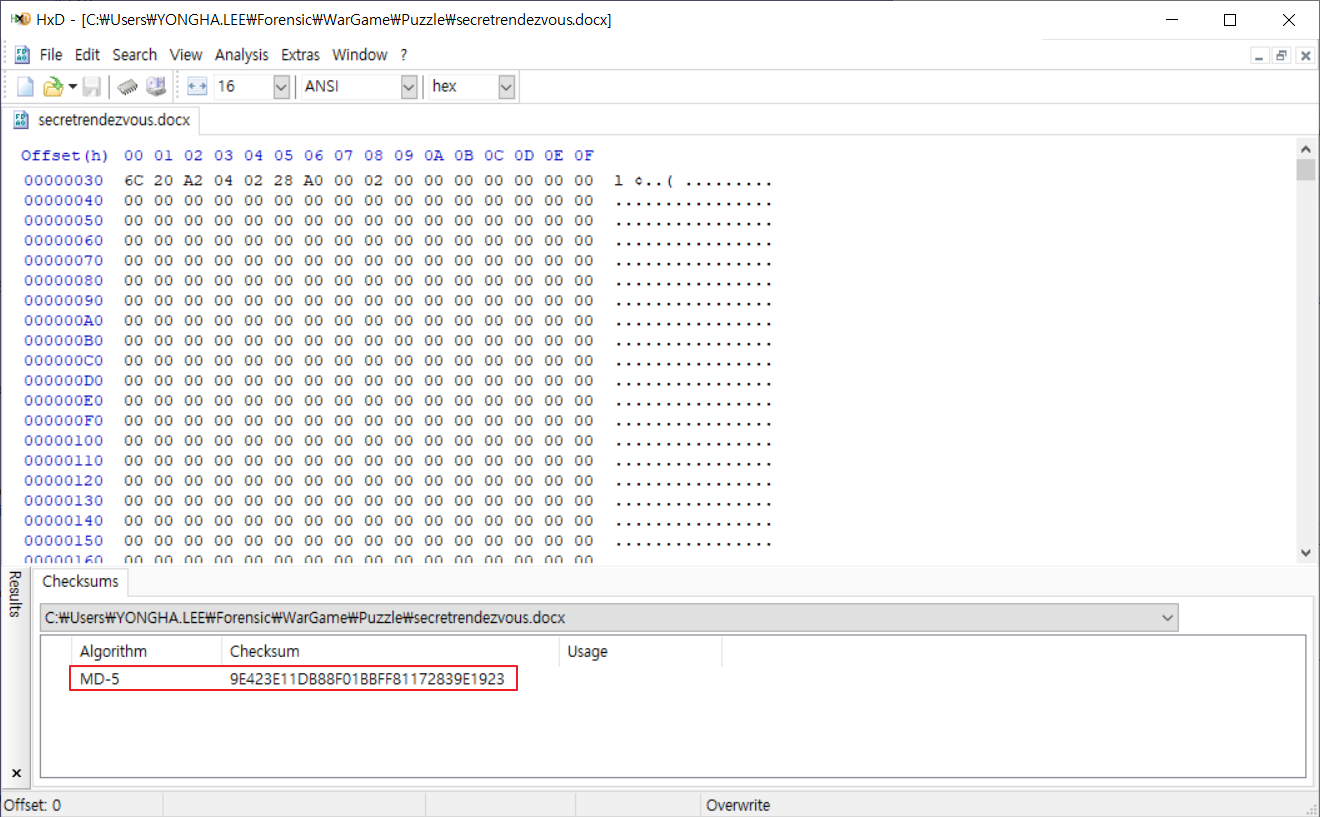 HxD - [C:₩Users₩YONGHA.LEE₩Forensic₩WarGame₩Puzzle₩secretrendezvous.docx]
File Edit Search View Analysis Extras Window ?
16 ANSI hex
secretrendezvous.docx
Offset(h) 00 01 02 03 04 05 06 07 08 09 0A 0B 0C 0D 0E 0F
00000030 6C 20 A2 04 02 28 A0 00 02 00 00 00 00 00 00 00 l ¢..( .........
00000040 00 00 00 00 00 00 00 00 00 00 00 00 00 00 00 00 ................
00000050 00 00 00 00 00 00 00 00 00 00 00 00 00 00 00 00 ................
00000060 00 00 00 00 00 00 00 00 00 00 00 00 00 00 00 00 ................
00000070 00 00 00 00 00 00 00 00 00 00 00 00 00 00 00 00 ................
00000080 00 00 00 00 00 00 00 00 00 00 00 00 00 00 00 00 ................
00000090 00 00 00 00 00 00 00 00 00 00 00 00 00 00 00 00 ................
000000A0 00 00 00 00 00 00 00 00 00 00 00 00 00 00 00 00 ................
000000B0 00 00 00 00 00 00 00 00 00 00 00 00 00 00 00 00 ................
000000C0 00 00 00 00 00 00 00 00 00 00 00 00 00 00 00 00 ................
000000D0 00 00 00 00 00 00 00 00 00 00 00 00 00 00 00 00 ................
000000E0 00 00 00 00 00 00 00 00 00 00 00 00 00 00 00 00 ................
000000F0 00 00 00 00 00 00 00 00 00 00 00 00 00 00 00 00 ................
00000100 00 00 00 00 00 00 00 00 00 00 00 00 00 00 00 00 ................
00000110 00 00 00 00 00 00 00 00 00 00 00 00 00 00 00 00 ................
00000120 00 00 00 00 00 00 00 00 00 00 00 00 00 00 00 00 ................
00000130 00 00 00 00 00 00 00 00 00 00 00 00 00 00 00 00 ................
00000140 00 00 00 00 00 00 00 00 00 00 00 00 00 00 00 00 ................
00000150 00 00 00 00 00 00 00 00 00 00 00 00 00 00 00 00 ................
00000160 00 00 00 00 00 00 00 00 00 00 00 00 00 00 00 00
Results
Checksums
C:₩Users₩YONGHA.LEE₩Forensic₩WarGame₩Puzzle₩secretrendezvous.docx
Algorithm Checksum Usage
MD-5 9E423E11DB88F01BBFF81172839E1923
Offset: 0 Overwrite